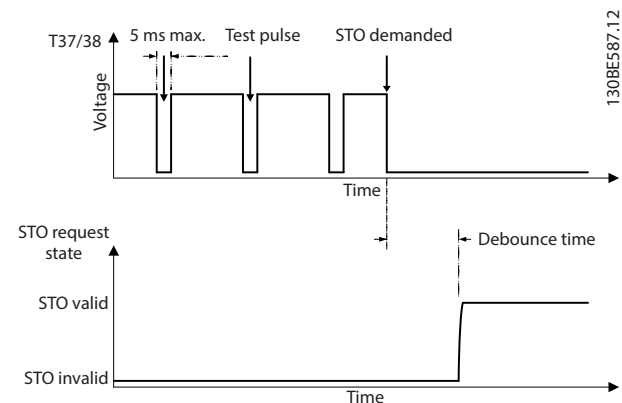 T37/38
5 ms max.
Test pulse
STO demanded
130BE587.12
Voltage
Time
STO request
state
Debounce time
STO valid
STO invalid
Time